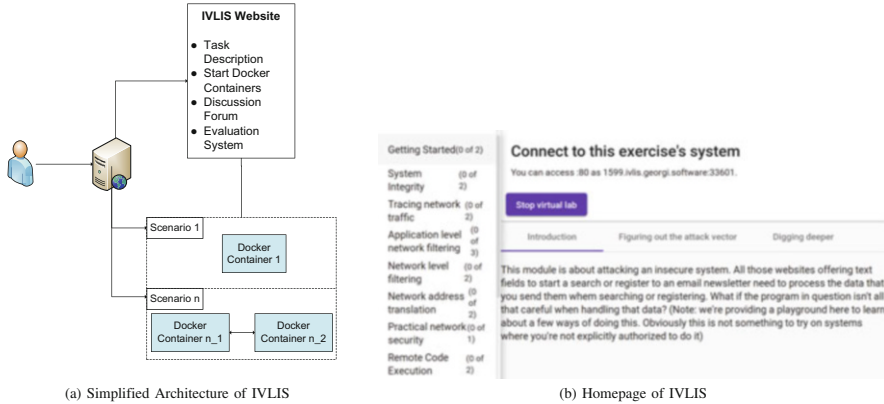 IVLIS Website
● Task
Description
● Start Docker
Containers
● Discussion
Forum
● Evaluation
System
Scenario 1
Docker
Container 1
Scenario n
Docker
Container n_1
Docker
Container n_2
(a) Simplified Architecture of IVLIS
Getting Started(0 of 2)
System
Integrity
(0 of
2)
Tracing network
traffic
(0 of
2)
Application level
network filtering
(0
of
3)
Network level
filtering
(0 of
2)
Network address
translation
(0
of
2)
Practical network
security
(0 of
1)
Remote Code
Execution
(0 of
2)
Connect to this exercise's system
You can access :80 as 1599.ivlis.georgi.software:33601.
Stop virtual lab
Introduction
Figuring out the attack vector
Digging deeper
This module is about attacking an insecure system. All those websites offering text
fields to start a search or register to an email newsletter need to process the data that
you send them whem searching or registering. What if the program in question isn't all
that careful when handling that data? (Note: we're providing a playground here to learn
about a few ways of doing this. Obviously this is not something to try on systems
where you're not explicitly authorized to do it)
(b) Homepage of IVLIS